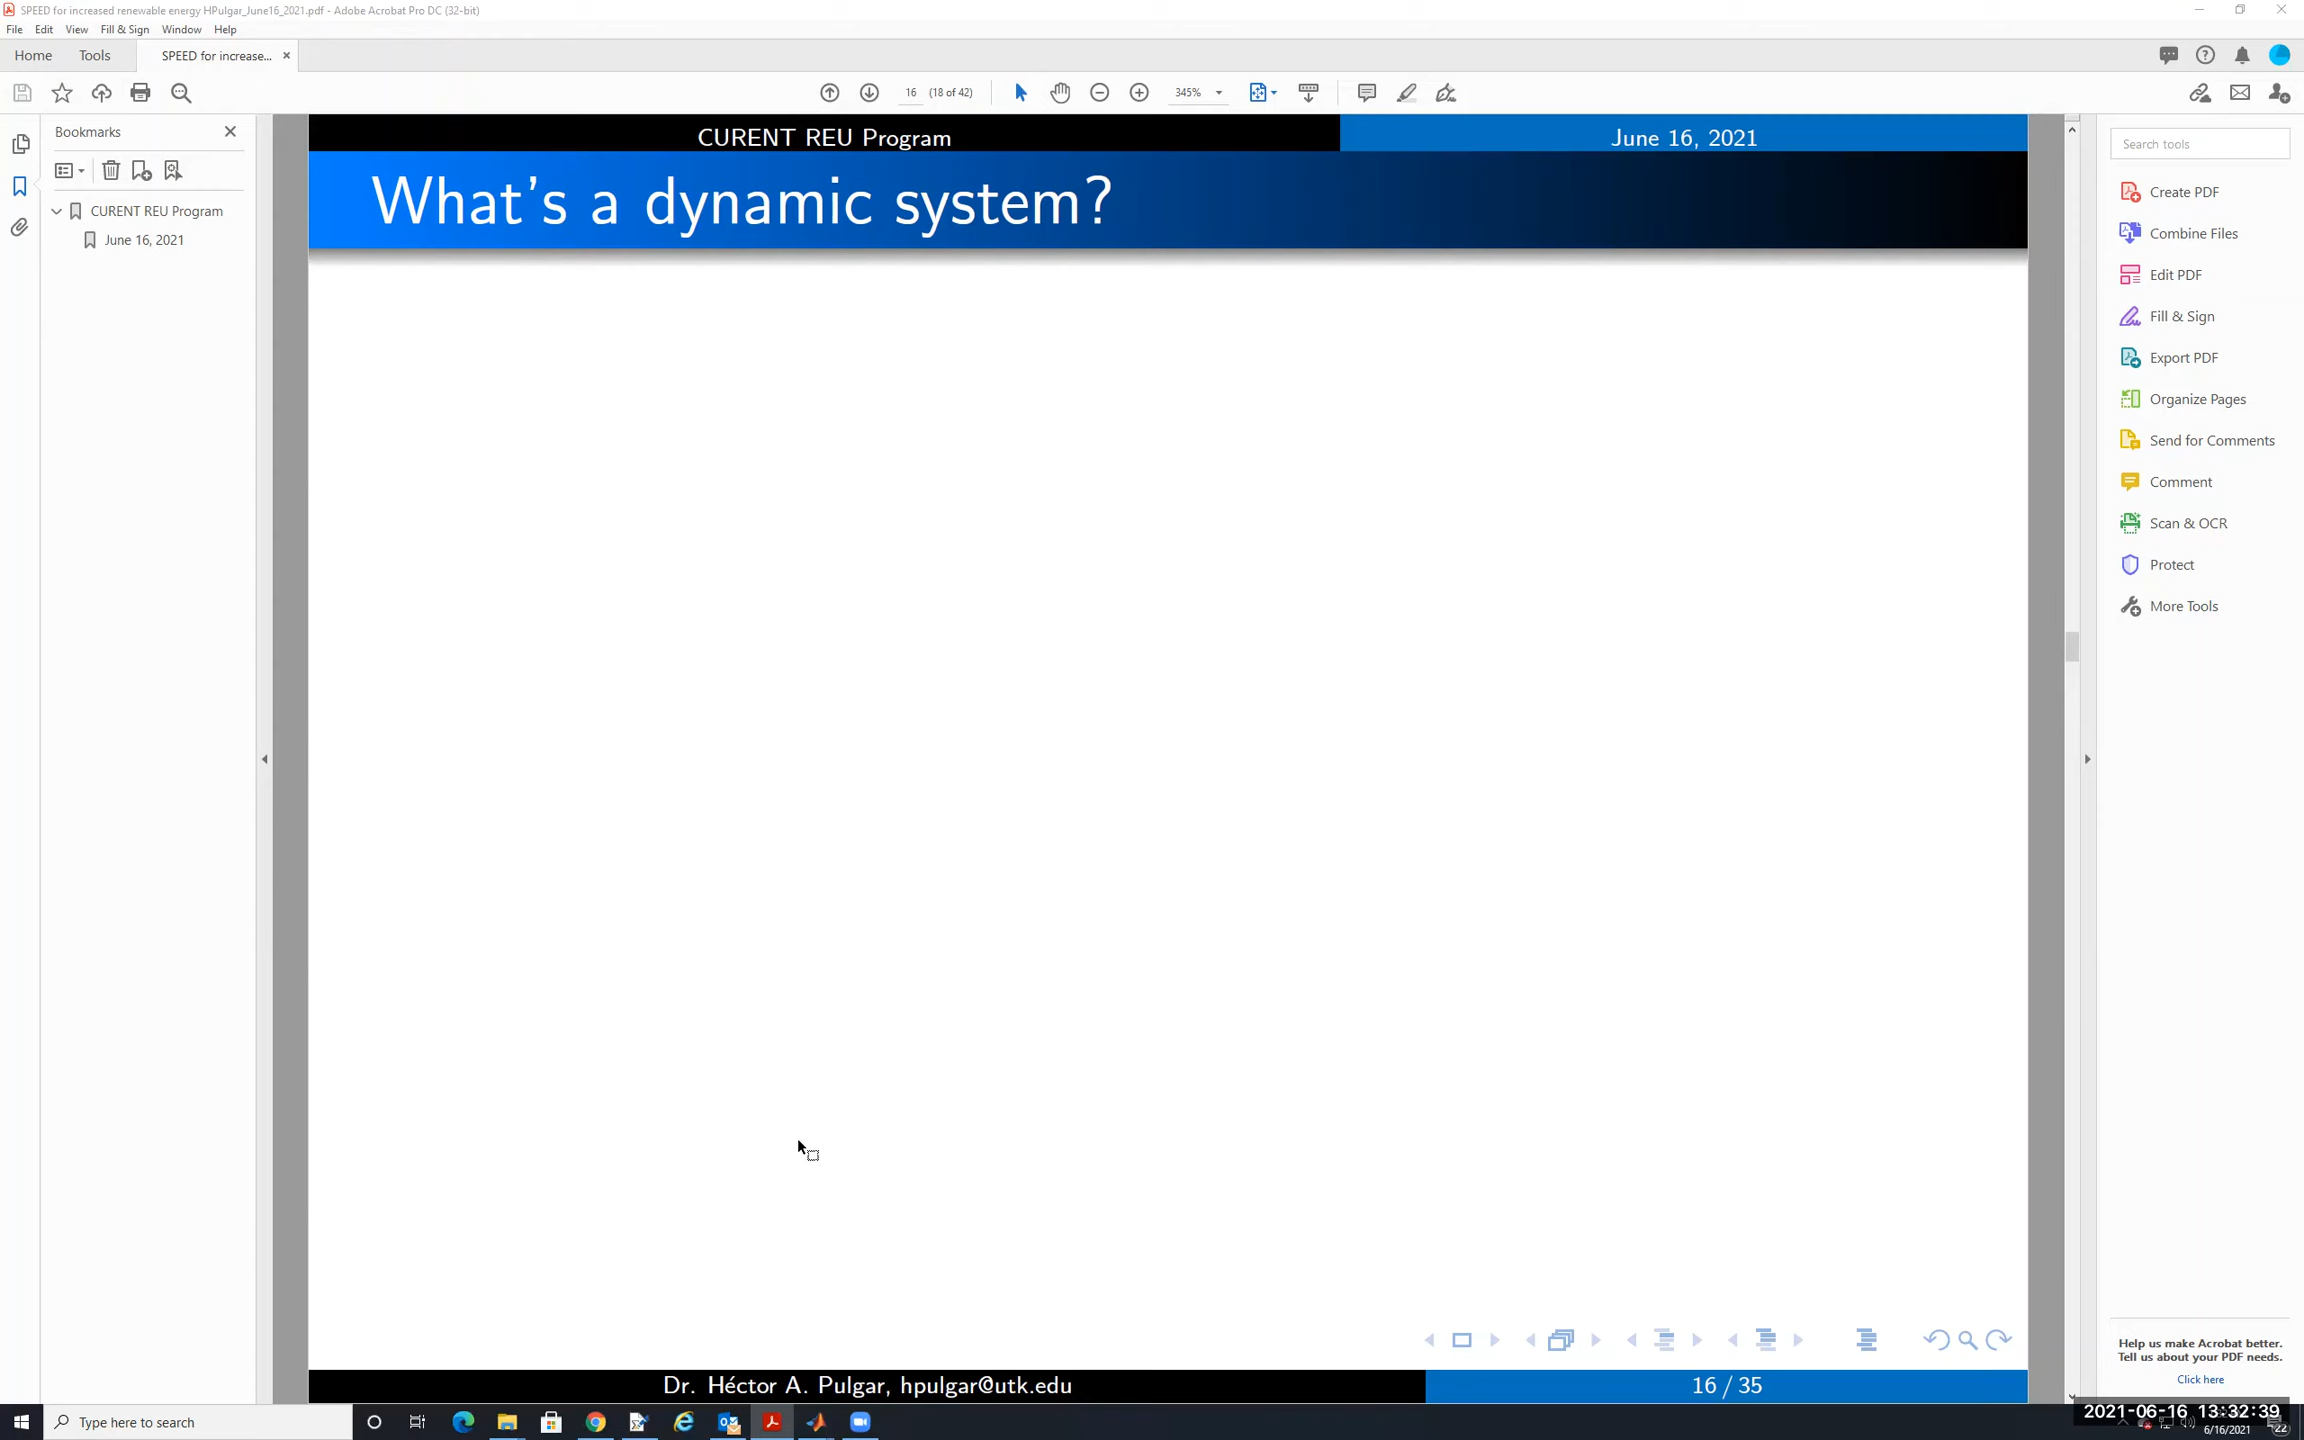 SPEED for increased renewable energy HPulgar_June16_2021.pdf - Adobe Acrobat Pro DC (32-bit)
File Edit View Fill & Sign Window Help
Home Tools SPEED for increase... ×
16 (18 of 42) 345%
Bookmarks
CURENT REU Program
June 16, 2021
CURENT REU Program June 16, 2021
What's a dynamic system?
Dr. Héctor A. Pulgar, hpulgar@utk.edu 16 / 35
Search tools
Create PDF
Combine Files
Edit PDF
Fill & Sign
Export PDF
Organize Pages
Send for Comments
Comment
Scan & OCR
Protect
More Tools
Help us make Acrobat better.
Tell us about your PDF needs.
Click here
Type here to search
2021-06-16 13:32:39
6/16/2021
22